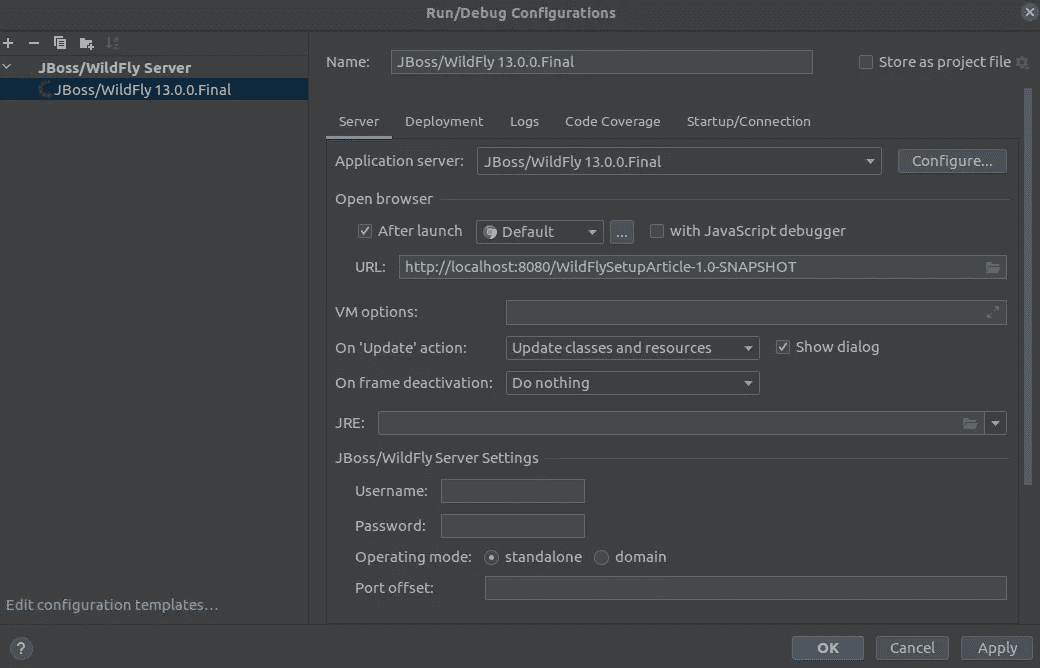 Run/Debug Configurations
JBoss/WildFly Server
JBoss/WildFly 13.0.0.Final
Name: JBoss/WildFly 13.0.0.Final Store as project file
Server Deployment Logs Code Coverage Startup/Connection
Application server: JBoss/WildFly 13.0.0.Final Configure...
Open browser
After launch Default ... with JavaScript debugger
URL: http://localhost:8080/WildFlySetupArticle-1.0-SNAPSHOT
VM options:
On 'Update' action: Update classes and resources Show dialog
On frame deactivation: Do nothing
JRE:
JBoss/WildFly Server Settings
Username:
Password:
Operating mode: standalone domain
Port offset:
Edit configuration templates...
? OK Cancel Apply